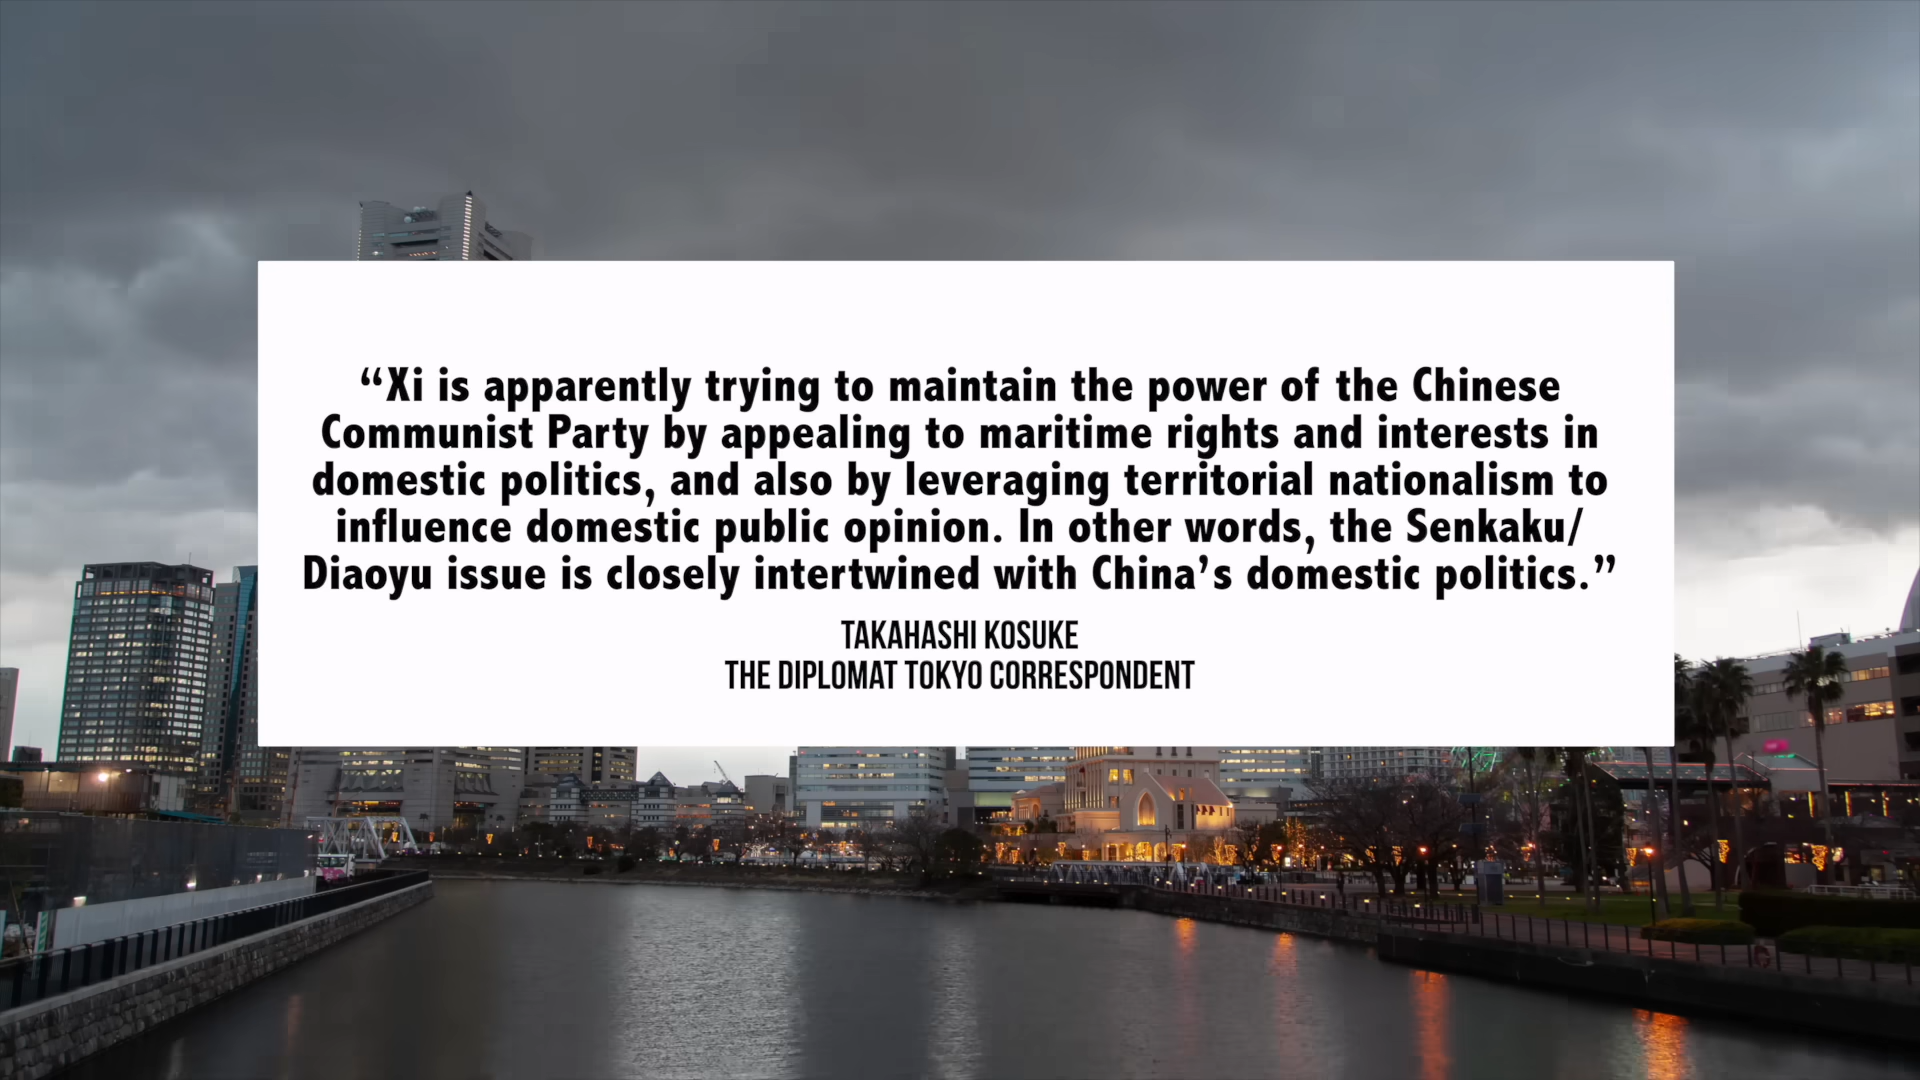 “Xi is apparently trying to maintain the power of the Chinese
Communist Party by appealing to maritime rights and interests in
domestic politics, and also by leveraging territorial nationalism to
influence domestic public opinion. In other words, the Senkaku/
Diaoyu issue is closely intertwined with China’s domestic politics.”
TAKAHASHI KOSUKE
THE DIPLOMAT TOKYO CORRESPONDENT